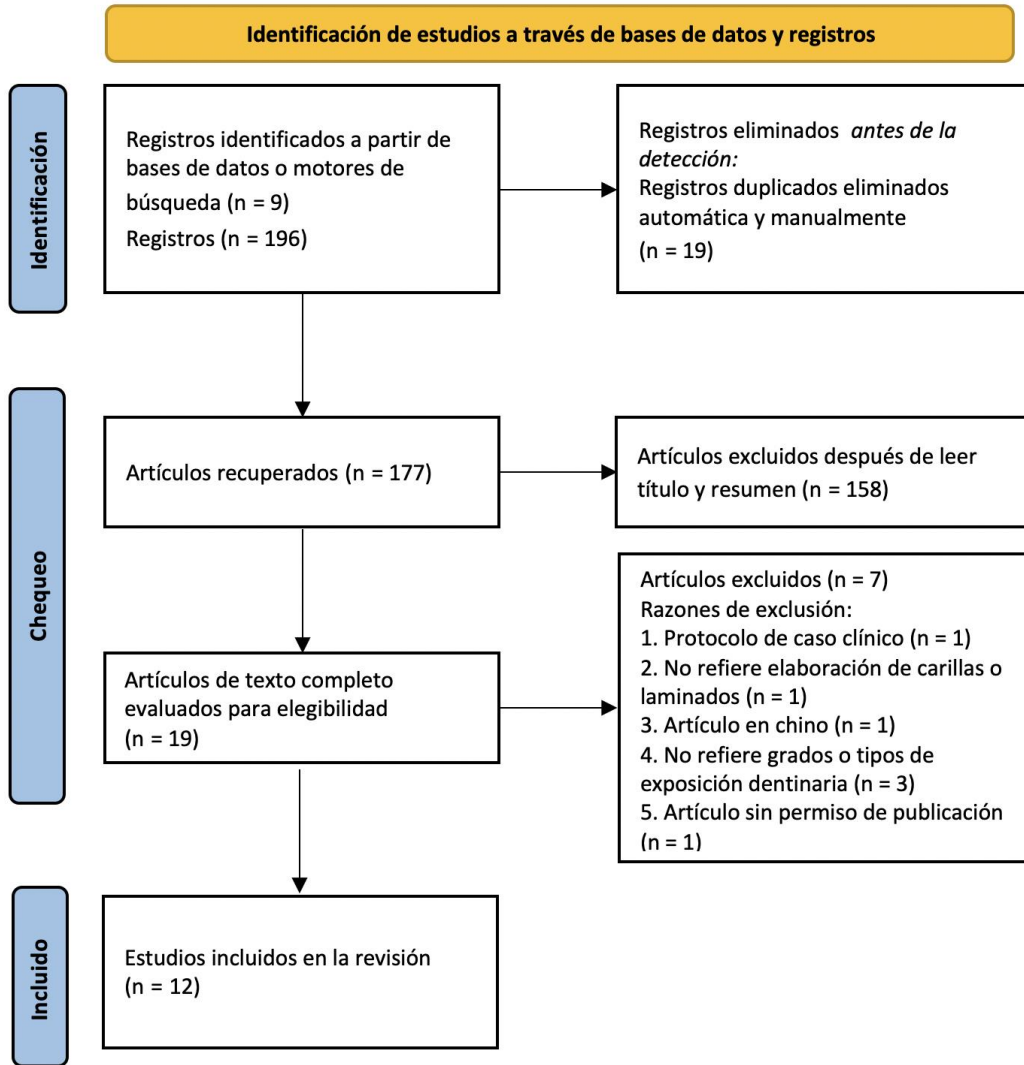 Identificación de estudios a través de bases de datos y registros
Identificación
Registros identificados a partir de
bases de datos o motores de
búsqueda (n = 9)
Registros (n = 196)
Registros eliminados antes de la
detección:
Registros duplicados eliminados
automática y manualmente
(n = 19)
Chequeo
Artículos recuperados (n = 177)
Artículos excluidos después de leer
título y resumen (n = 158)
Artículos de texto completo
evaluados para elegibilidad
(n = 19)
Artículos excluidos (n = 7)
Razones de exclusión:
1. Protocolo de caso clínico (n = 1)
2. No refiere elaboración de carillas o
laminados (n = 1)
3. Artículo en chino (n = 1)
4. No refiere grados o tipos de
exposición dentinaria (n = 3)
5. Artículo sin permiso de publicación
(n = 1)
Incluido
Estudios incluidos en la revisión
(n = 12)